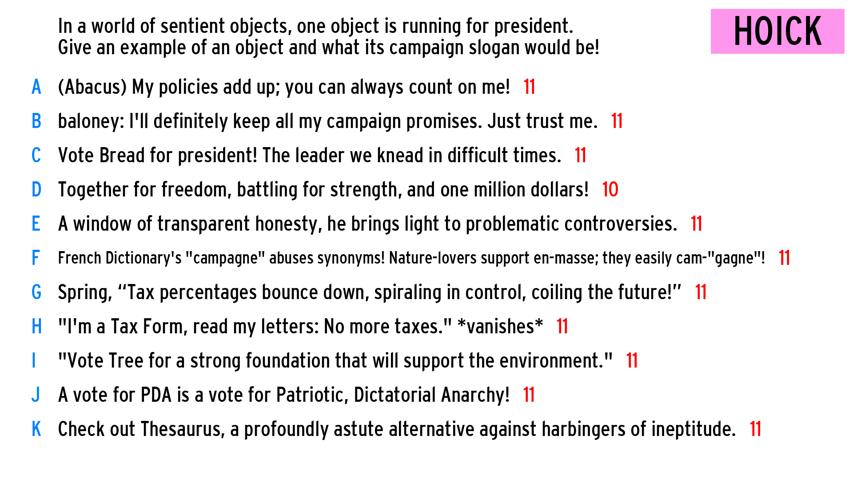 In a world of sentient objects, one object is running for president.
Give an example of an object and what its campaign slogan would be!
HOICK
A (Abacus) My policies add up; you can always count on me! 11
B baloney: I'll definitely keep all my campaign promises. Just trust me. 11
C Vote Bread for president! The leader we knead in difficult times. 11
D Together for freedom, battling for strength, and one million dollars! 10
E A window of transparent honesty, he brings light to problematic controversies. 11
F French Dictionary's "campagne" abuses synonyms! Nature-lovers support en-masse; they easily cam-"gagne"! 11
G Spring, “Tax percentages bounce down, spiraling in control, coiling the future!” 11
H "I'm a Tax Form, read my letters: No more taxes." *vanishes* 11
I "Vote Tree for a strong foundation that will support the environment." 11
J A vote for PDA is a vote for Patriotic, Dictatorial Anarchy! 11
K Check out Thesaurus, a profoundly astute alternative against harbingers of ineptitude. 11